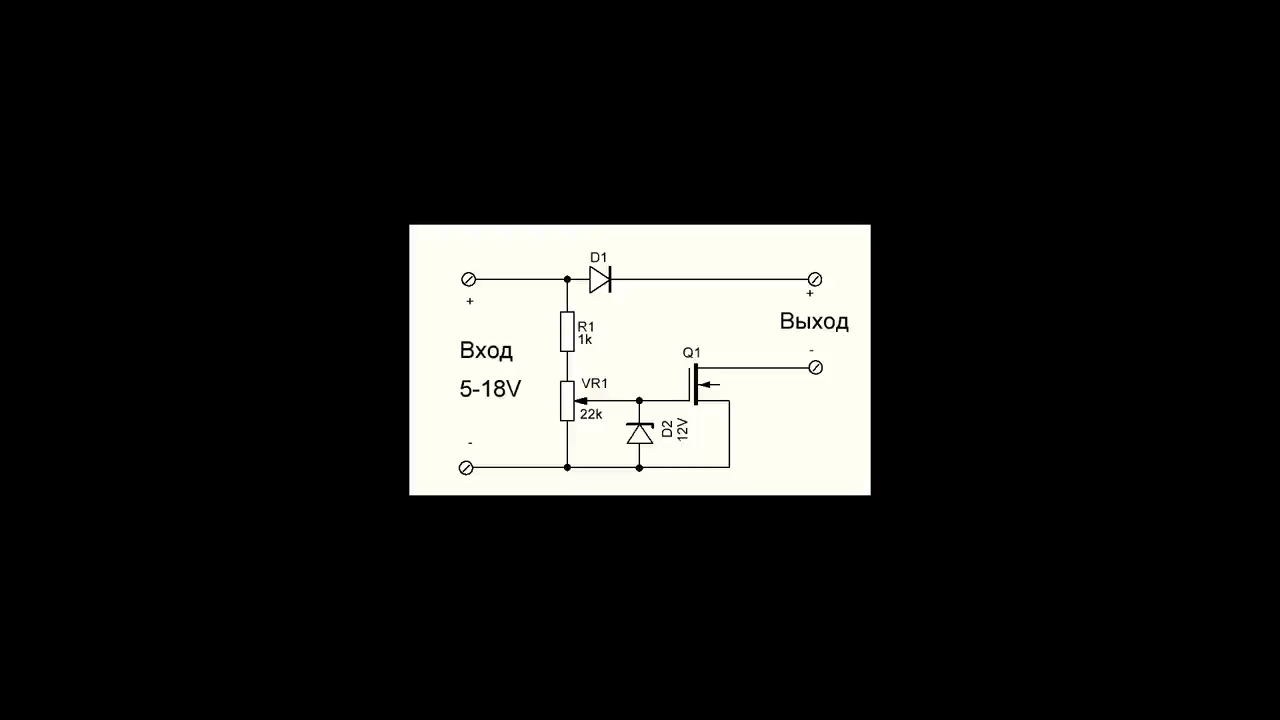 D1
+
+
R1
1k
Выход
Вход
-
Q1
5-18V
VR1
22k
D2
12V
-